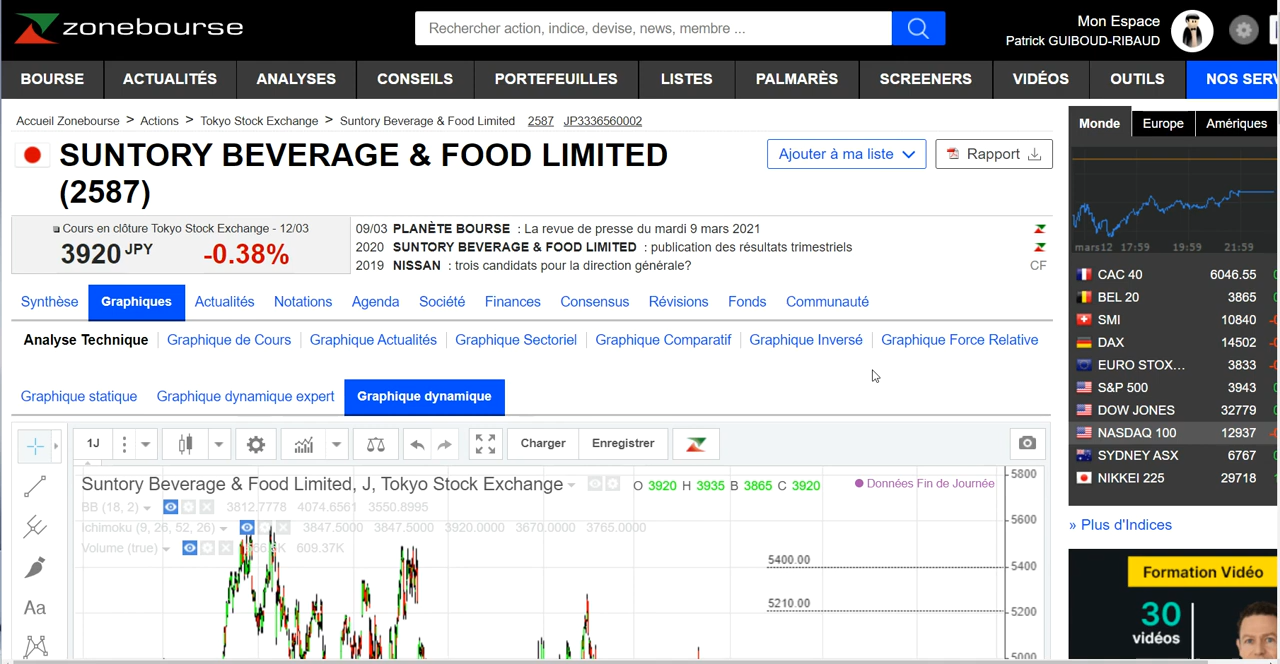 zonebourse
Rechercher action, indice, devise, news, membre ...
Mon Espace
Patrick GUIBOUD-RIBAUD
BOURSE ACTUALITÉS ANALYSES CONSEILS PORTEFEUILLES LISTES PALMARÈS SCREENERS VIDÉOS OUTILS NOS SERV
Accueil Zonebourse > Actions > Tokyo Stock Exchange > Suntory Beverage & Food Limited 2587 JP3336560002
SUNTORY BEVERAGE & FOOD LIMITED
(2587)
Ajouter à ma liste
Rapport
Cours en clôture Tokyo Stock Exchange - 12/03
3920 JPY -0.38%
09/03 PLANÈTE BOURSE : La revue de presse du mardi 9 mars 2021
2020 SUNTORY BEVERAGE & FOOD LIMITED : publication des résultats trimestriels
2019 NISSAN : trois candidats pour la direction générale? CF
Synthèse Graphiques Actualités Notations Agenda Société Finances Consensus Révisions Fonds Communauté
Analyse Technique Graphique de Cours Graphique Actualités Graphique Sectoriel Graphique Comparatif Graphique Inversé Graphique Force Relative
Graphique statique Graphique dynamique expert Graphique dynamique
1J Charger Enregistrer
Suntory Beverage & Food Limited, J, Tokyo Stock Exchange O 3920 H 3935 B 3865 C 3920 Données Fin de Journée
BB (18, 2) 3812.7778 4074.6561 3550.8995
Ichimoku (9, 26, 52, 26) 3847.5000 3847.5000 3920.0000 3670.0000 3765.0000
Volume (true) 609.37K
Aa
5400.00
5210.00
5800
5600
5400
5200
5000
Monde Europe Amériques
mars12 17:59 19:59 21:59
CAC 40 6046.55
BEL 20 3865
SMI 10840
DAX 14502
EURO STOX... 3833
S&P 500 3943
DOW JONES 32779
NASDAQ 100 12937
SYDNEY ASX 6767
NIKKEI 225 29718
» Plus d'Indices
Formation Vidéo
30
vidéos